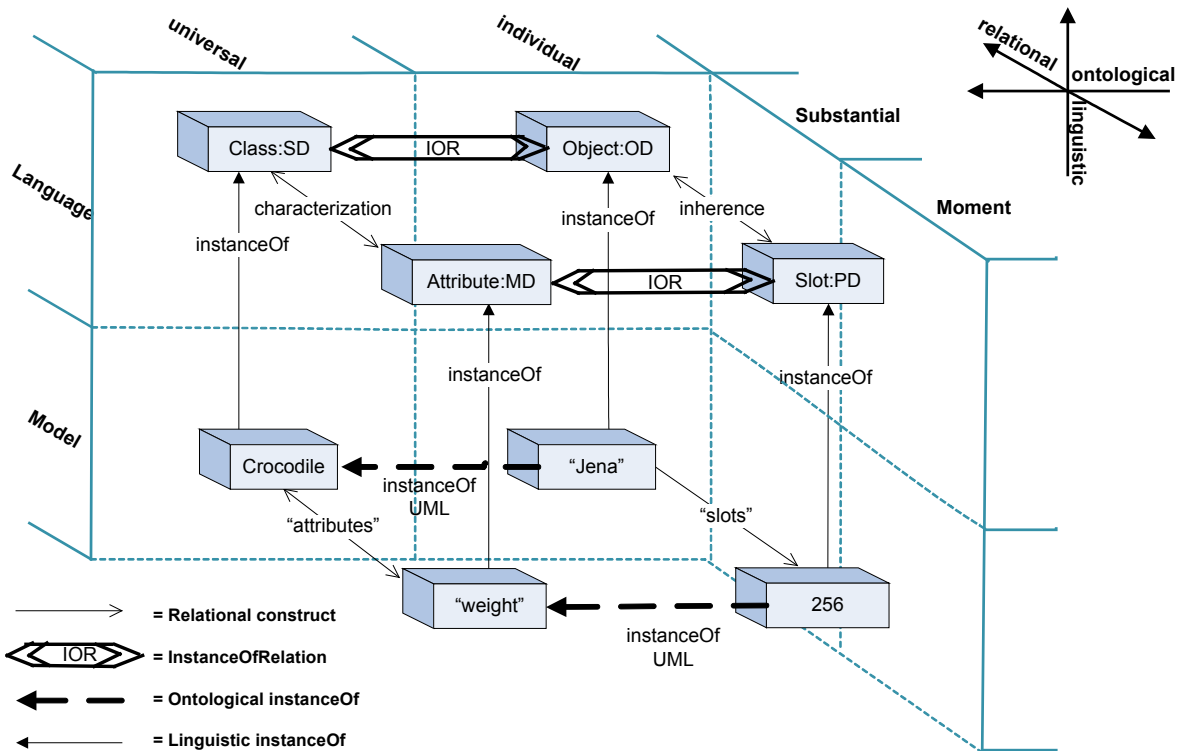 universal
individual
relational
ontological
linguistic
Substantial
Moment
Language
Model
Class:SD
IOR
Object:OD
characterization
instanceOf
inherence
instanceOf
Attribute:MD
IOR
Slot:PD
instanceOf
instanceOf
Crocodile
"Jena"
instanceOf
UML
"attributes"
"slots"
"weight"
256
instanceOf
UML
= Relational construct
IOR
= InstanceOfRelation
= Ontological instanceOf
= Linguistic instanceOf